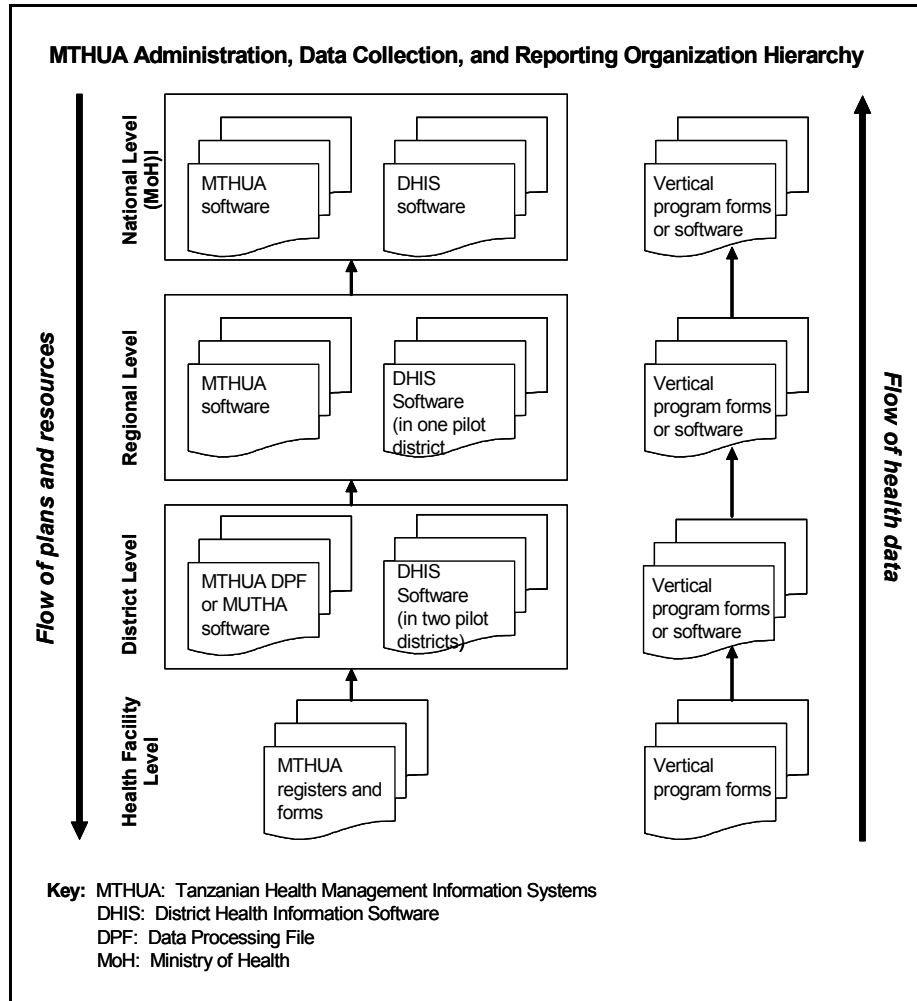 MTHUA Administration, Data Collection, and Reporting Organization Hierarchy
Flow of plans and resources
National Level
(MoH)l
MTHUA
software
DHIS
software
Vertical
program forms
or software
Regional Level
MTHUA
software
DHIS
Software
(in one pilot
district
Vertical
program forms
or software
District Level
MTHUA DPF
or MUTHA
software
DHIS
Software
(in two pilot
districts)
Vertical
program forms
or software
Health Facility
Level
MTHUA
registers and
forms
Vertical
program forms
Flow of health data
Key: MTHUA: Tanzanian Health Management Information Systems
DHIS: District Health Information Software
DPF: Data Processing File
MoH: Ministry of Health